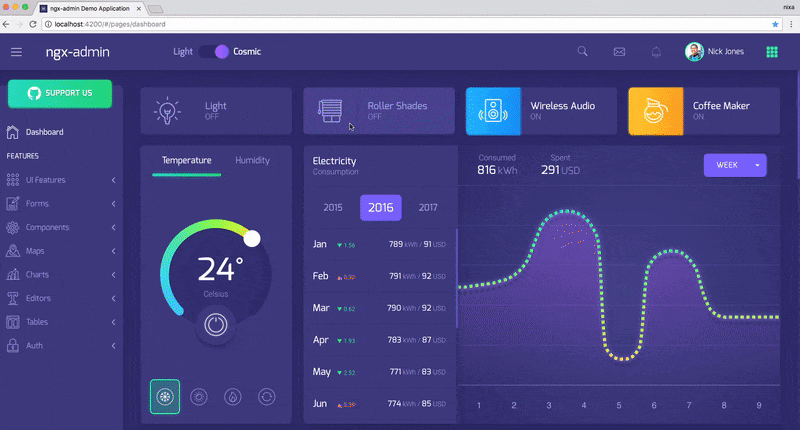 ngx-admin Demo Application
nixa
localhost:4200/#/pages/dashboard
ngx-admin
Light
Cosmic
Nick Jones
SUPPORT US
Dashboard
FEATURES
UI Features
Forms
Components
Maps
Charts
Editors
Tables
Auth
Light
OFF
Roller Shades
OFF
Wireless Audio
ON
Coffee Maker
ON
Temperature
Humidity
24°
Celsius
Electricity
Consumption
2015
2016
2017
Jan 1.56 789 kWh / 91 USD
Feb 791 kWh / 92 USD
Mar 0.62 790 kWh / 92 USD
Apr 1.93 783 kWh / 87 USD
May 2.52 771 kWh / 83 USD
Jun 774 kWh / 85 USD
Consumed
816 kWh
Spent
291 USD
WEEK
1 2 3 4 5 6 7 8 9